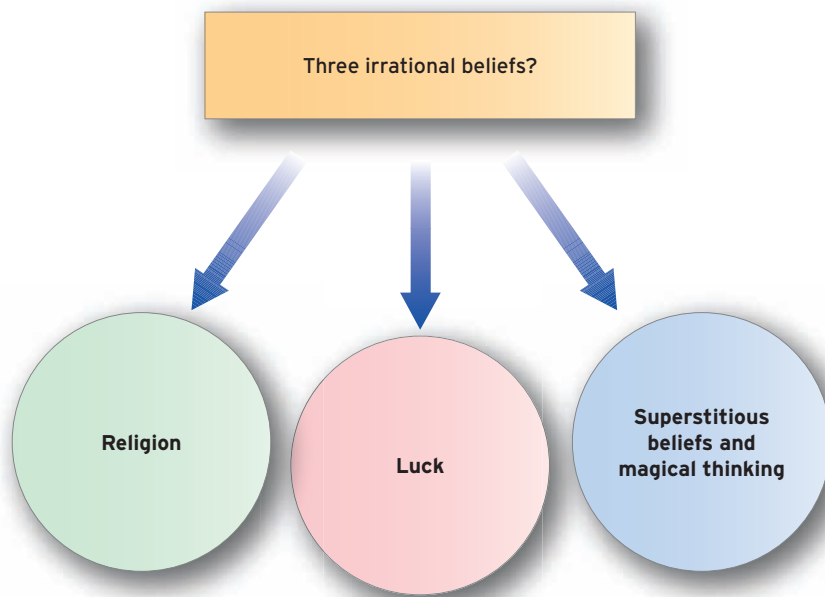 Three irrational beliefs?
Religion
Luck
Superstitious
beliefs and
magical thinking